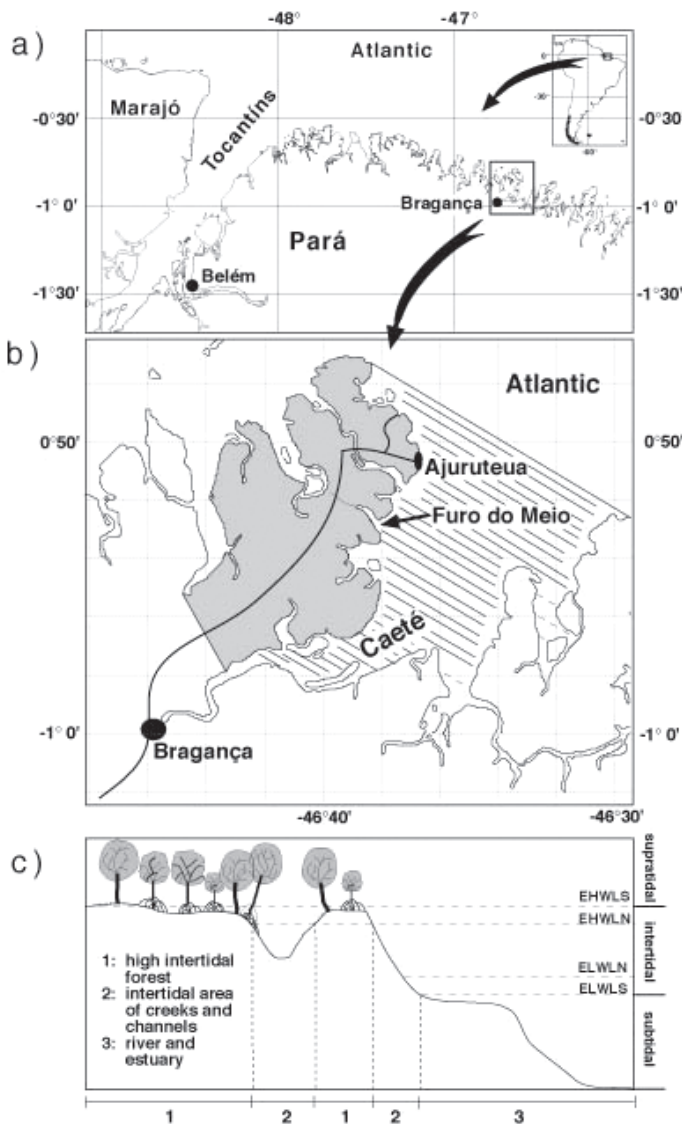 -48°
-47°
a)
Atlantic
Marajó
Tocantíns
-0°30'
-0°30'
Bragança
-1° 0'
-1° 0'
Pará
Belém
-1°30'
-1°30'
b)
Atlantic
0°50'
0°50'
Ajuruteua
Furo do Meio
Caeté
-1° 0'
-1° 0'
Bragança
-46°40'
-46°30'
c)
supratidal
EHWLS
EHWLN
intertidal
ELWLN
ELWLS
subtidal
1: high intertidal
forest
2: intertidal area
of creeks and
channels
3: river and
estuary
1 2 1 2 3